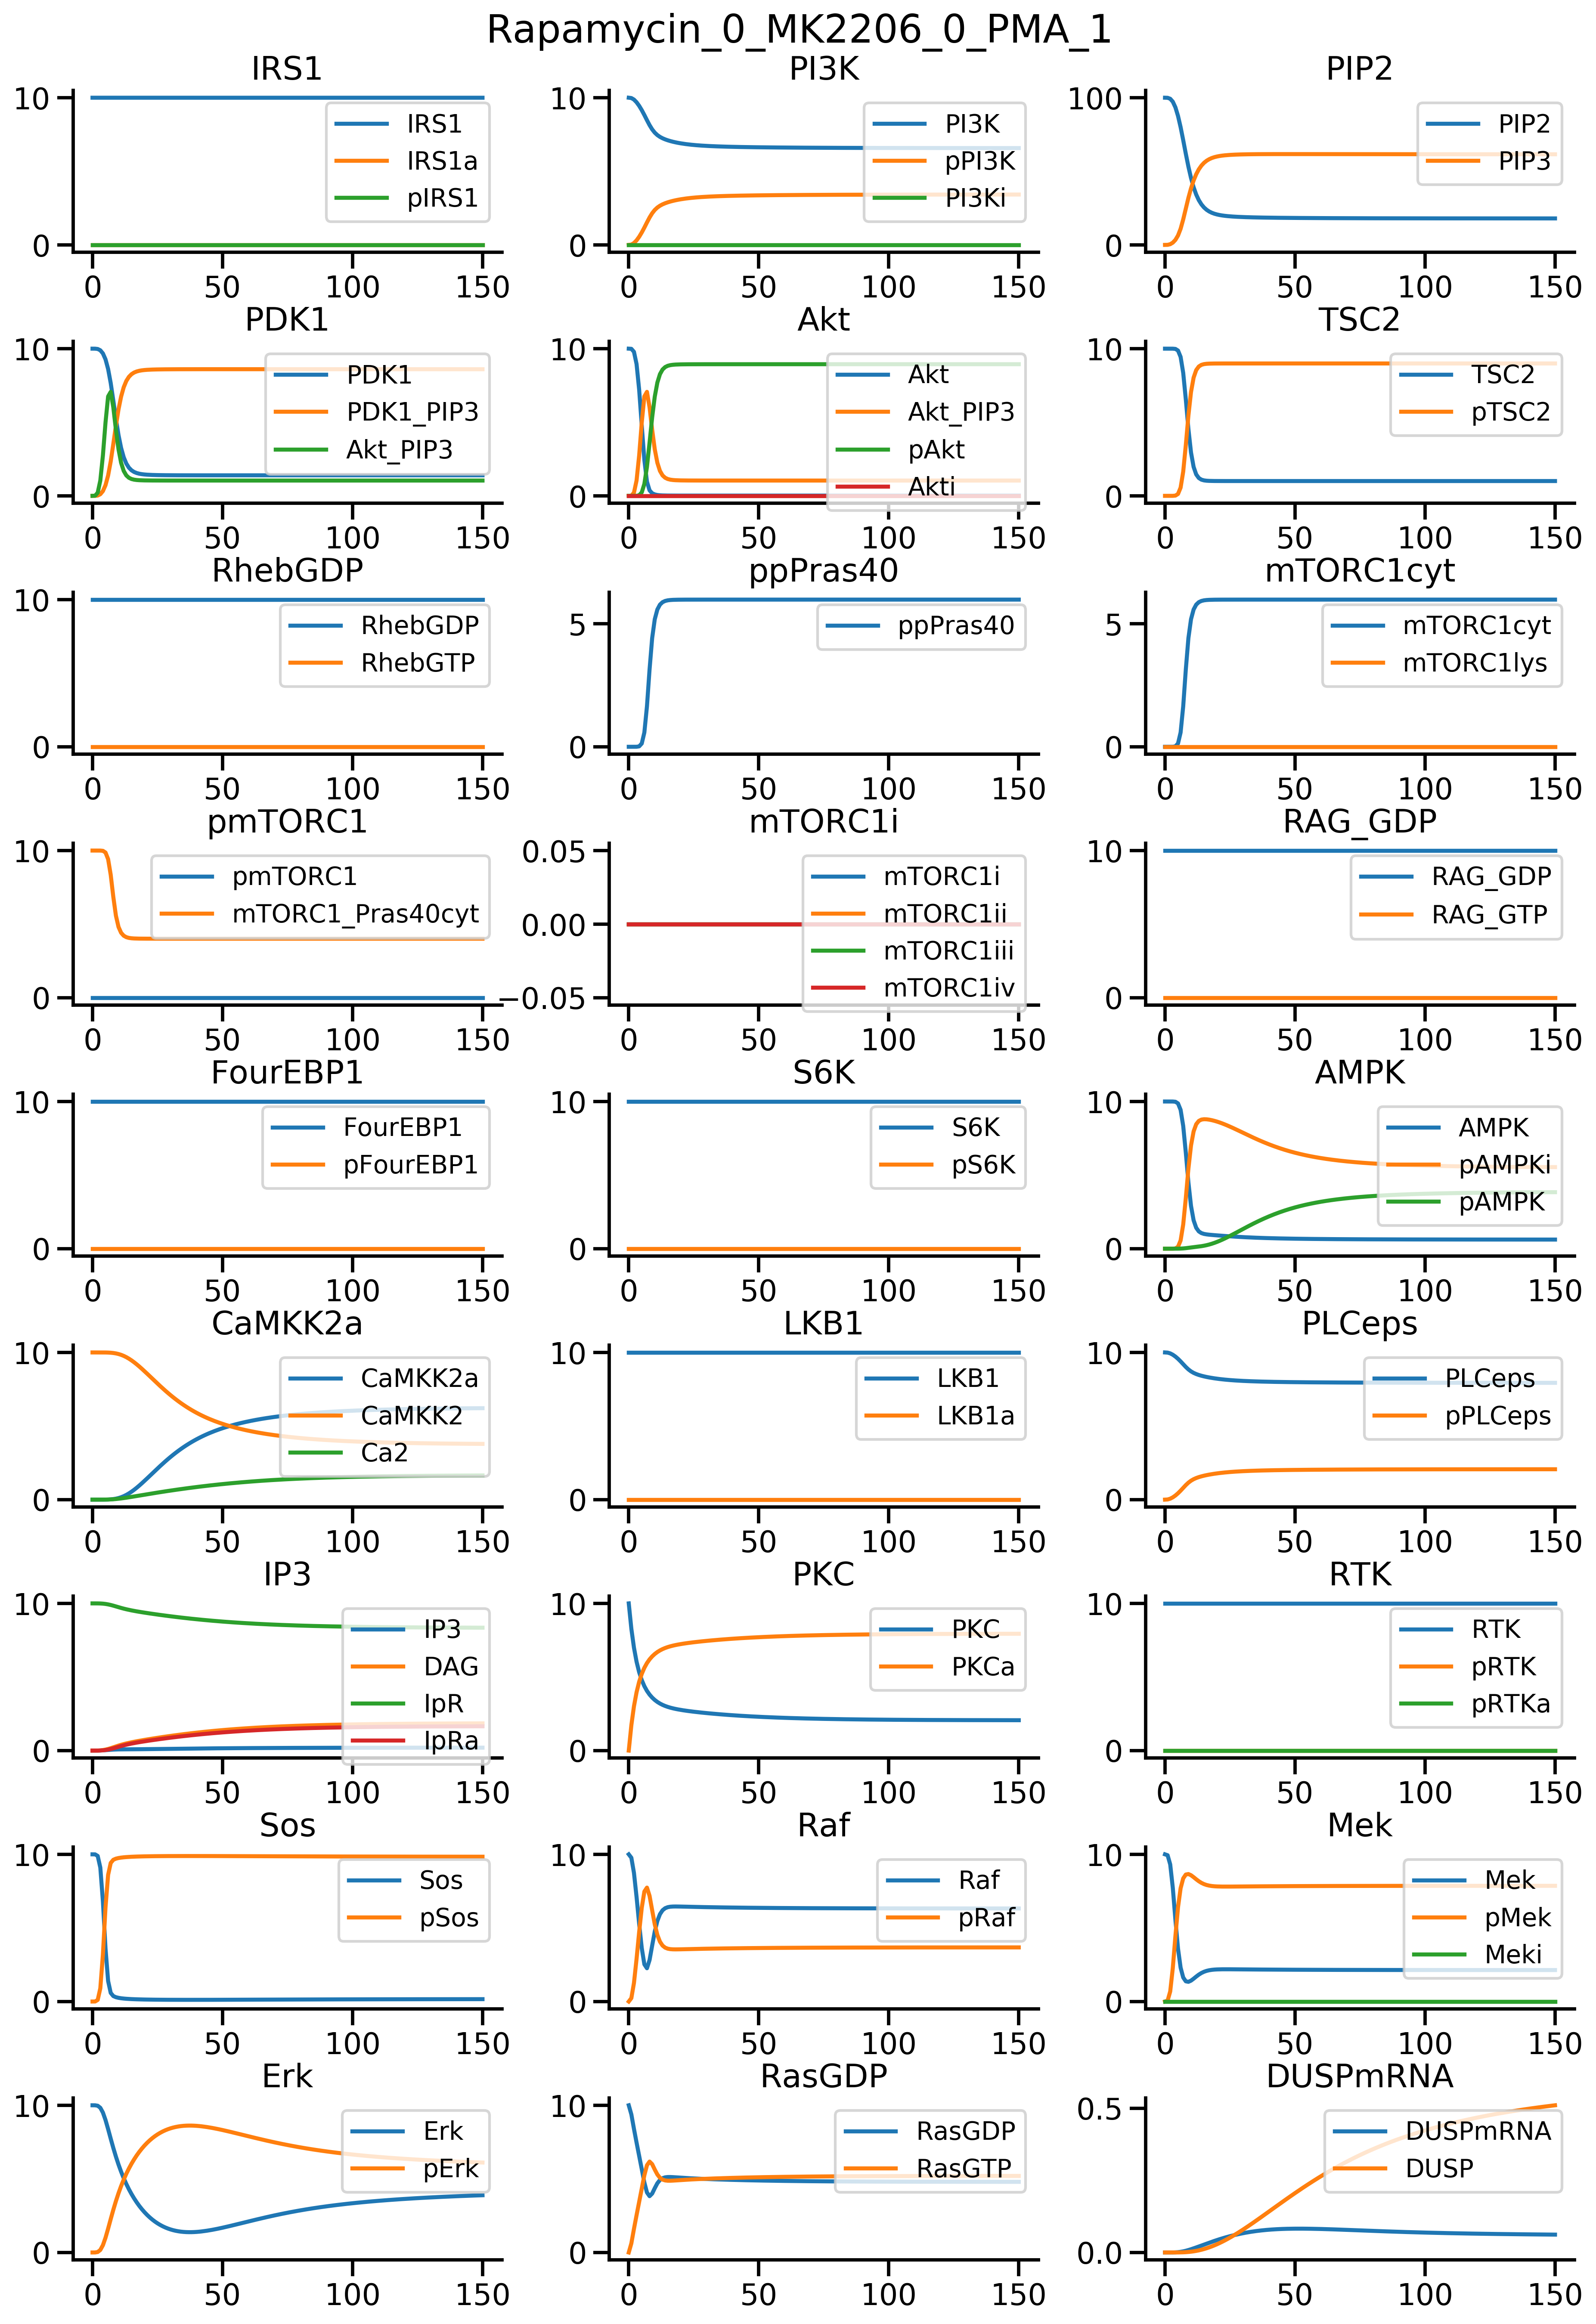 Rapamycin_0_MK2206_0_PMA_1
IRS1
10
0
0 50 100 150
IRS1
IRS1a
pIRS1
PI3K
10
0
0 50 100 150
PI3K
pPI3K
PI3Ki
PIP2
100
0
0 50 100 150
PIP2
PIP3
PDK1
10
0
0 50 100 150
PDK1
PDK1_PIP3
Akt_PIP3
Akt
10
0
0 50 100 150
Akt
Akt_PIP3
pAkt
Akti
TSC2
10
0
0 50 100 150
TSC2
pTSC2
RhebGDP
10
0
0 50 100 150
RhebGDP
RhebGTP
ppPras40
5
0
0 50 100 150
ppPras40
mTORC1cyt
5
0
0 50 100 150
mTORC1cyt
mTORC1lys
pmTORC1
10
0
0 50 100 150
pmTORC1
mTORC1_Pras40cyt
mTORC1i
0.05
0.00
−0.05
0 50 100 150
mTORC1i
mTORC1ii
mTORC1iii
mTORC1iv
RAG_GDP
10
0
0 50 100 150
RAG_GDP
RAG_GTP
FourEBP1
10
0
0 50 100 150
FourEBP1
pFourEBP1
S6K
10
0
0 50 100 150
S6K
pS6K
AMPK
10
0
0 50 100 150
AMPK
pAMPKi
pAMPK
CaMKK2a
10
0
0 50 100 150
CaMKK2a
CaMKK2
Ca2
LKB1
10
0
0 50 100 150
LKB1
LKB1a
PLCeps
10
0
0 50 100 150
PLCeps
pPLCeps
IP3
10
0
0 50 100 150
IP3
DAG
IpR
IpRa
PKC
10
0
0 50 100 150
PKC
PKCa
RTK
10
0
0 50 100 150
RTK
pRTK
pRTKa
Sos
10
0
0 50 100 150
Sos
pSos
Raf
10
0
0 50 100 150
Raf
pRaf
Mek
10
0
0 50 100 150
Mek
pMek
Meki
Erk
10
0
0 50 100 150
Erk
pErk
RasGDP
10
0
0 50 100 150
RasGDP
RasGTP
DUSPmRNA
0.5
0.0
0 50 100 150
DUSPmRNA
DUSP